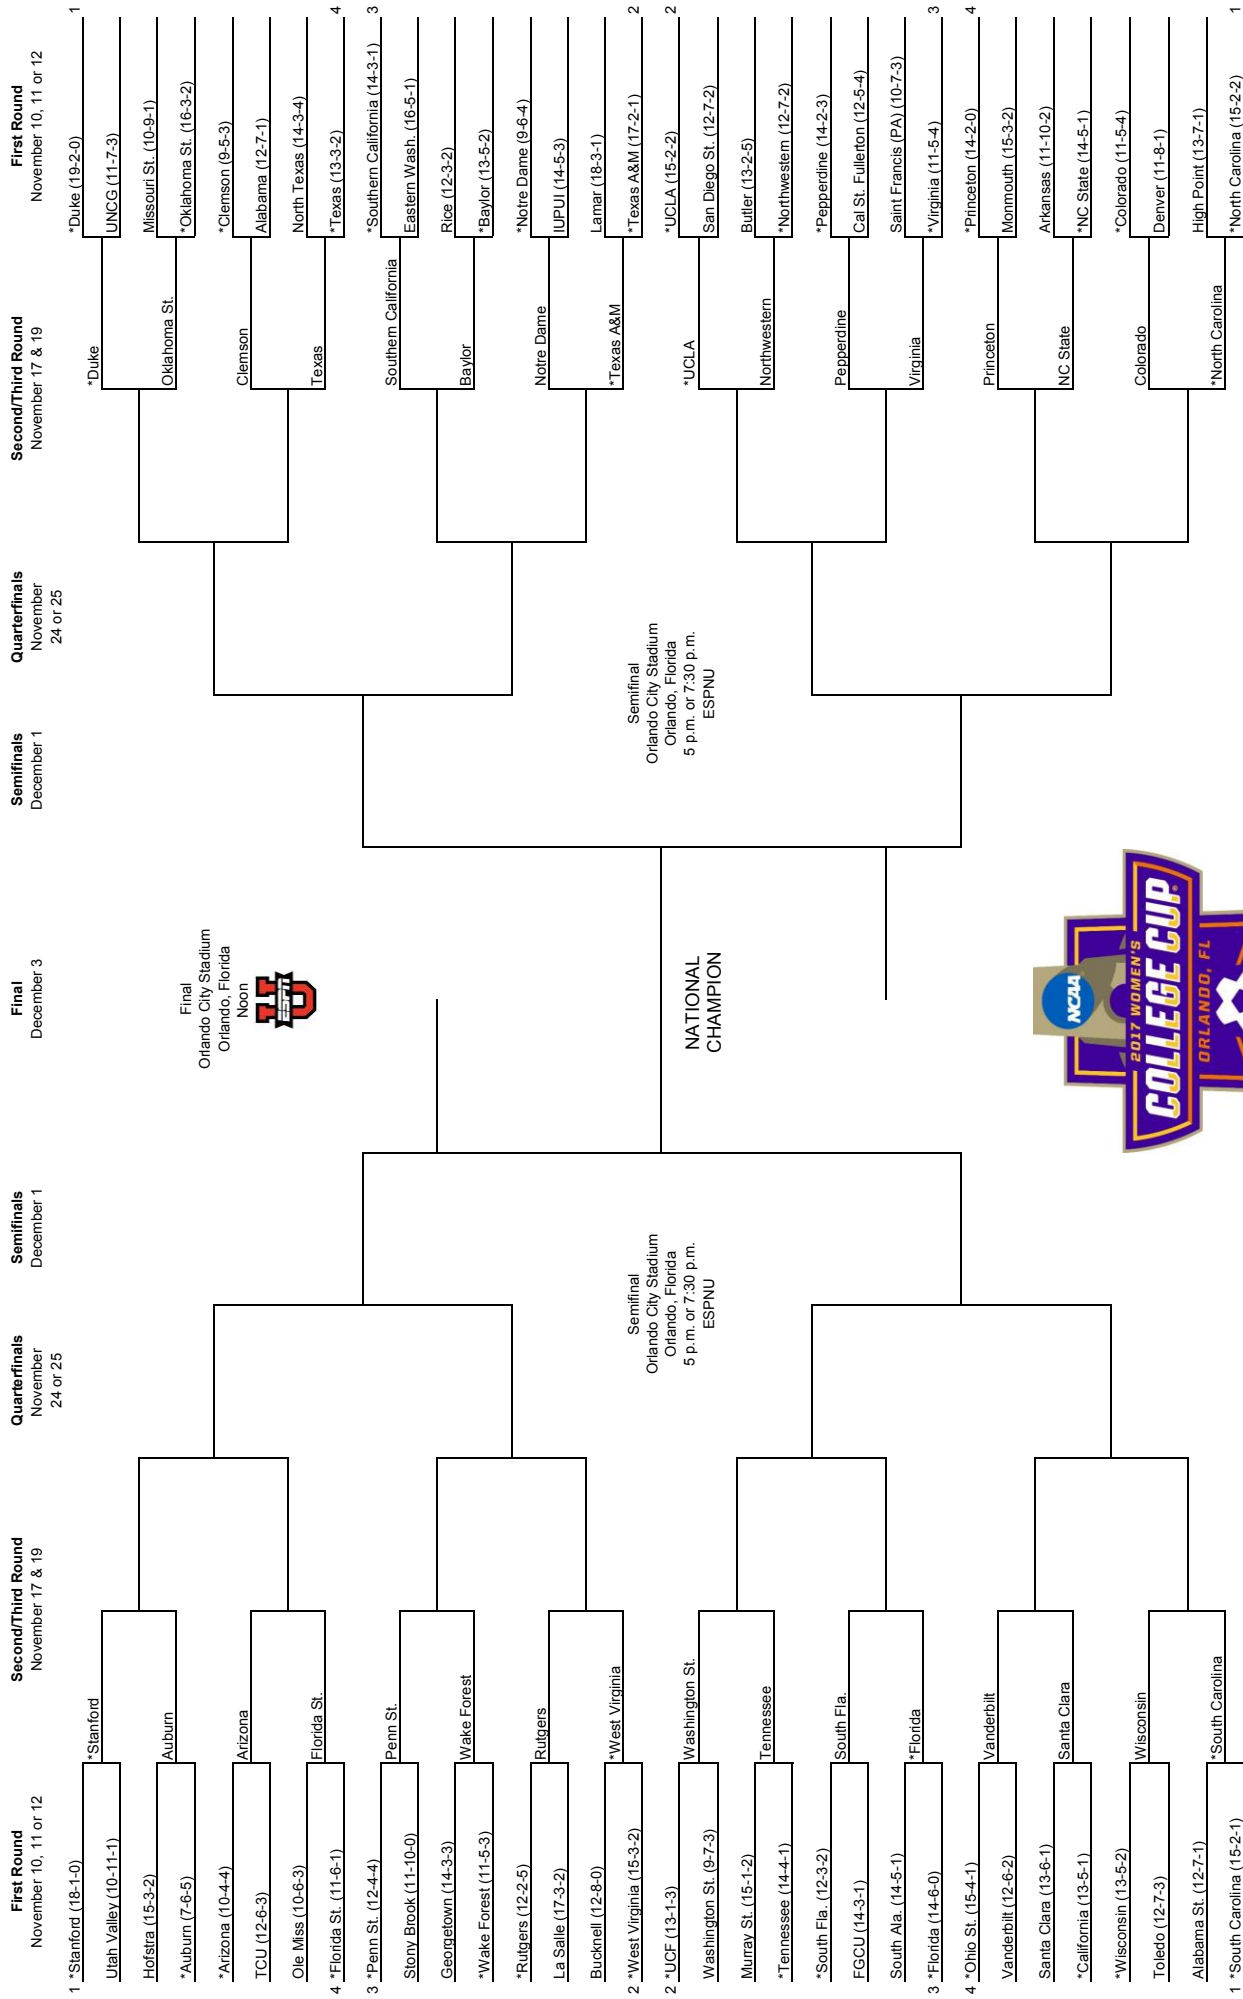 First Round
November 10, 11 or 12
Second/Third Round
November 17 & 19
Quarterfinals
November
24 or 25
Semifinals
December 1
Final
December 3
Semifinals
December 1
Quarterfinals
November
24 or 25
Second/Third Round
November 17 & 19
First Round
November 10, 11 or 12
1 *Stanford (18-1-0)
Utah Valley (10-11-1)
Hofstra (15-3-2)
*Auburn (7-6-5)
*Arizona (10-4-4)
TCU (12-6-3)
Ole Miss (10-6-3)
4 *Florida St. (11-6-1)
3 *Penn St. (12-4-4)
Stony Brook (11-10-0)
Georgetown (14-3-3)
*Wake Forest (11-5-3)
*Rutgers (12-2-5)
La Salle (17-3-2)
Bucknell (12-8-0)
2 *West Virginia (15-3-2)
2 *UCF (13-1-3)
Washington St. (9-7-3)
Murray St. (15-1-2)
*Tennessee (14-4-1)
*South Fla. (12-3-2)
FGCU (14-3-1)
South Ala. (14-5-1)
3 *Florida (14-6-0)
4 *Ohio St. (15-4-1)
Vanderbilt (12-6-2)
Santa Clara (13-6-1)
*California (13-5-1)
*Wisconsin (13-5-2)
Toledo (12-7-3)
Alabama St. (12-7-1)
1 *South Carolina (15-2-1)
*Stanford
Auburn
Arizona
Florida St.
Penn St.
Wake Forest
Rutgers
*West Virginia
Washington St.
Tennessee
South Fla.
*Florida
Vanderbilt
Santa Clara
Wisconsin
*South Carolina
Semifinal
Orlando City Stadium
Orlando, Florida
5 p.m. or 7:30 p.m.
ESPNU
Final
Orlando City Stadium
Orlando, Florida
Noon
NATIONAL
CHAMPION
NCAA
2017 WOMEN'S
COLLEGE CUP
ORLANDO, FL
Semifinal
Orlando City Stadium
Orlando, Florida
5 p.m. or 7:30 p.m.
ESPNU
*Duke
Oklahoma St.
Clemson
Texas
Southern California
Baylor
Notre Dame
*Texas A&M
*UCLA
Northwestern
Pepperdine
Virginia
Princeton
NC State
Colorado
*North Carolina
*Duke (19-2-0) 1
UNCG (11-7-3)
Missouri St. (10-9-1)
*Oklahoma St. (16-3-2)
*Clemson (9-5-3)
Alabama (12-7-1)
North Texas (14-3-4)
*Texas (13-3-2) 4
*Southern California (14-3-1) 3
Eastern Wash. (16-5-1)
Rice (12-3-2)
*Baylor (13-5-2)
*Notre Dame (9-6-4)
IUPUI (14-5-3)
Lamar (18-3-1)
*Texas A&M (17-2-1) 2
*UCLA (15-2-2) 2
San Diego St. (12-7-2)
Butler (13-2-5)
*Northwestern (12-7-2)
*Pepperdine (14-2-3)
Cal St. Fullerton (12-5-4)
Saint Francis (PA) (10-7-3)
*Virginia (11-5-4) 3
*Princeton (14-2-0) 4
Monmouth (15-3-2)
Arkansas (11-10-2)
*NC State (14-5-1)
*Colorado (11-5-4)
Denver (11-8-1)
High Point (13-7-1)
*North Carolina (15-2-2) 1